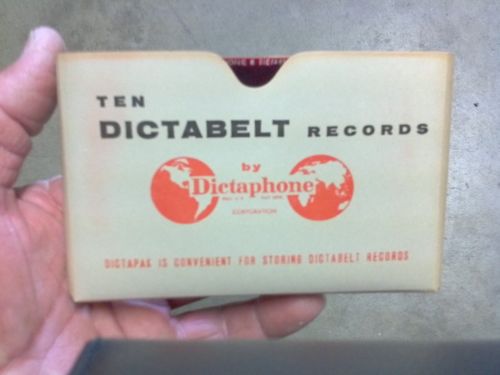 TEN
DICTABELT RECORDS
by
Dictaphone
CORPORATION
DICTAPAK IS CONVENIENT FOR STORING DICTABELT RECORDS